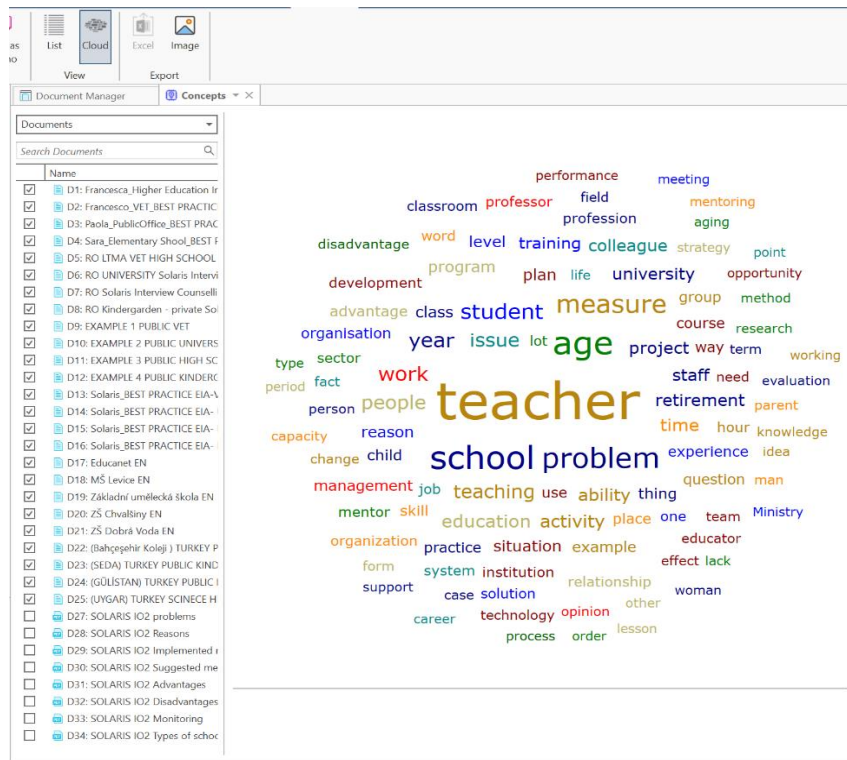 as
List
Cloud
Excel
Image
no
View
Export
Document Manager
Concepts
Documents
Search Documents
Name
D1: Francesca_Higher Education Ir
D2: Francesco_VET_BEST PRACTIC
D3: Paola_PublicOffice_BEST PRAC
D4: Sara_Elementary Shool_BEST F
D5: RO LTMA VET HIGH SCHOOL
D6: RO UNIVERSITY Solaris Intervi
D7: RO Solaris Interview Counselli
D8: RO Kindergarden - private Sol
D9: EXAMPLE 1 PUBLIC VET
D10: EXAMPLE 2 PUBLIC UNIVERS
D11: EXAMPLE 3 PUBLIC HIGH SC
D12: EXAMPLE 4 PUBLIC KINDERG
D13: Solaris_BEST PRACTICE EIA-V
D14: Solaris_BEST PRACTICE EIA-
D15: Solaris_BEST PRACTICE EIA-
D16: Solaris_BEST PRACTICE EIA-
D17: Educanet EN
D18: MŠ Levice EN
D19: Základní umělecká škola EN
D20: ZŠ Chvalšiny EN
D21: ZŠ Dobrá Voda EN
D22: (Bahçeşehir Koleji ) TURKEY P
D23: (SEDA) TURKEY PUBLIC KIND
D24: (GÜLİSTAN) TURKEY PUBLIC
D25: (UYGAR) TURKEY SCINECE H
D27: SOLARIS IO2 problems
D28: SOLARIS IO2 Reasons
D29: SOLARIS IO2 Implemented r
D30: SOLARIS IO2 Suggested me
D31: SOLARIS IO2 Advantages
D32: SOLARIS IO2 Disadvantages
D33: SOLARIS IO2 Monitoring
D34: SOLARIS IO2 Types of schoc
performance meeting
classroom professor field mentoring
profession aging
disadvantage word level training colleague strategy point
program plan life university opportunity
development
advantage class student measure group method
organisation year issue lot age course research
type sector project way term working
period fact work staff need evaluation
person people teacher retirement parent
capacity reason time hour knowledge
change child school problem experience idea
management job teaching use ability thing question man
mentor skill education activity place one team Ministry
organization practice situation example educator
form system institution relationship effect lack
support case solution other woman
career technology opinion lesson
process order